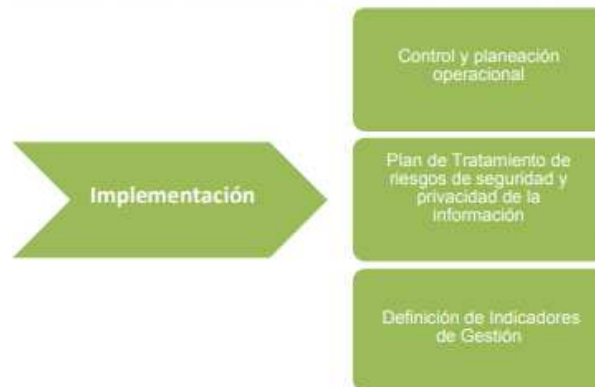 Control y planeación
operacional
Implementación
Plan de Tratamiento de
riesgos de seguridad y
privacidad de la
información
Definición de Indicadores
de Gestión